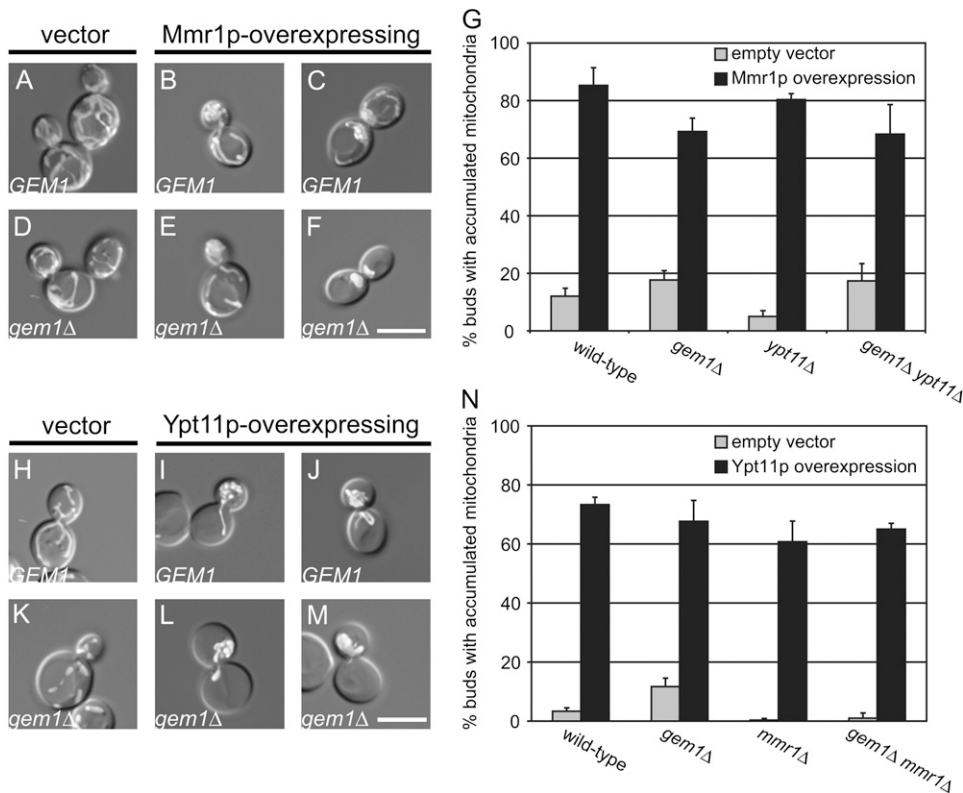 vector Mmr1p-overexpressing
A B C
GEM1 GEM1 GEM1
D E F
gem1Δ gem1Δ gem1Δ
G
% buds with accumulated mitochondria
100
80
60
40
20
0
empty vector
Mmr1p overexpression
wild-type gem1Δ ypt11Δ gem1Δ ypt11Δ
vector Ypt11p-overexpressing
H I J
GEM1 GEM1 GEM1
K L M
gem1Δ gem1Δ gem1Δ
N
% buds with accumulated mitochondria
100
80
60
40
20
0
empty vector
Ypt11p overexpression
wild-type gem1Δ mmr1Δ gem1Δ mmr1Δ